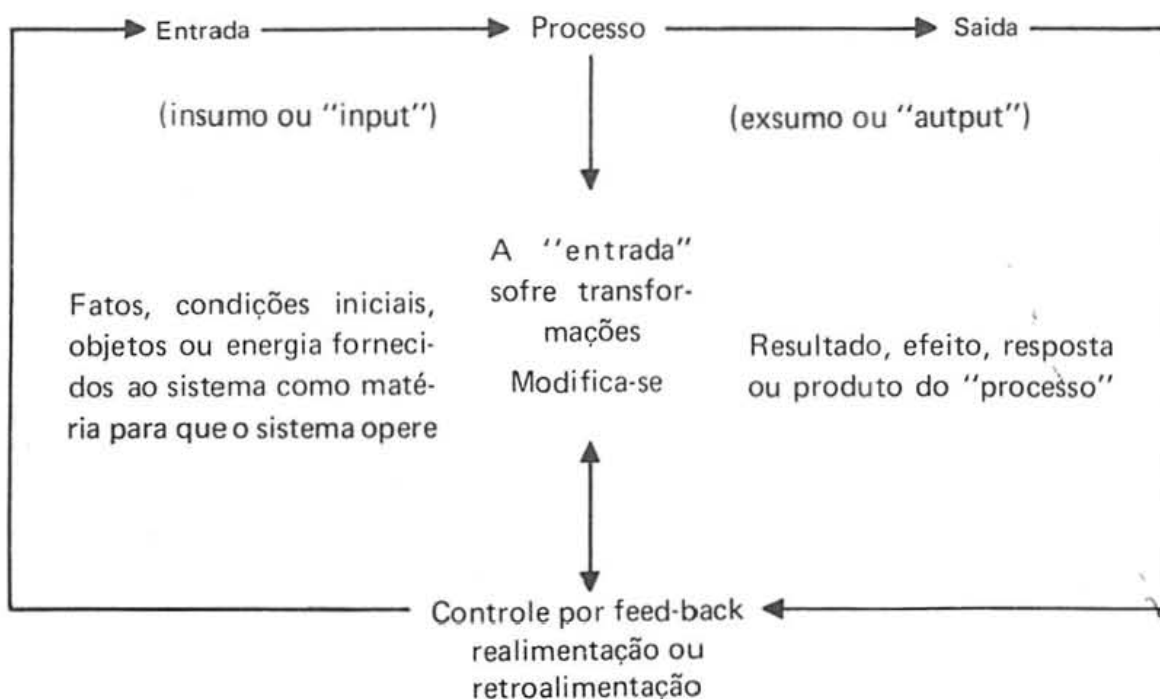 Entrada Processo Saida
(insumo ou "input") (exsumo ou "autput")
A "entrada"
sofre transfor-
mações
Modifica-se
Fatos, condições iniciais,
objetos ou energia forneci-
dos ao sistema como maté-
ria para que o sistema opere
Resultado, efeito, resposta
ou produto do "processo"
Controle por feed-back
realimentação ou
retroalimentação